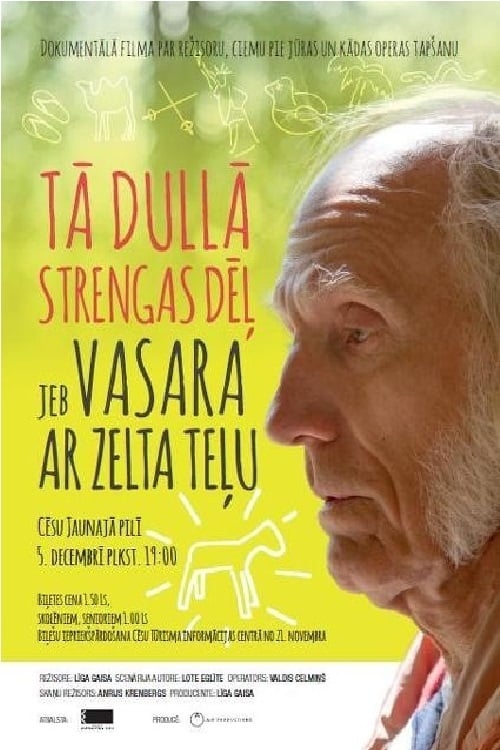 DOKUMENTĀLĀ FILMA PAR REŽISORU, CIEMU PIE JŪRAS UN KĀDAS OPERAS TAPŠANU
TĀ DULLĀ
STRENGAS DĒĻ
JEB VASARA
AR ZELTA TEĻU
CĒSU JAUNAJĀ PILĪ
5. DECEMBRĪ PLKST. 19:00
BIĻETES CENA 1.50 LS,
SKOLĒNIEM, SENIORIEM 1.00 LS
BIĻEŠU IEPRIEKŠPĀRDOŠANA CĒSU TŪRISMA INFORMĀCIJAS CENTRĀ NO 21. NOVEMBRA
REŽISORE: LĪGA GAISA SCENĀRIJA AUTORE: LOTE EGLĪTE OPERATORS: VALDIS CELMIŅŠ
SKAŅU REŽISORS: ANRIJS KRENBERGS PRODUCENTE: LĪGA GAISA
ATBALSTA: PRODUCĒ: